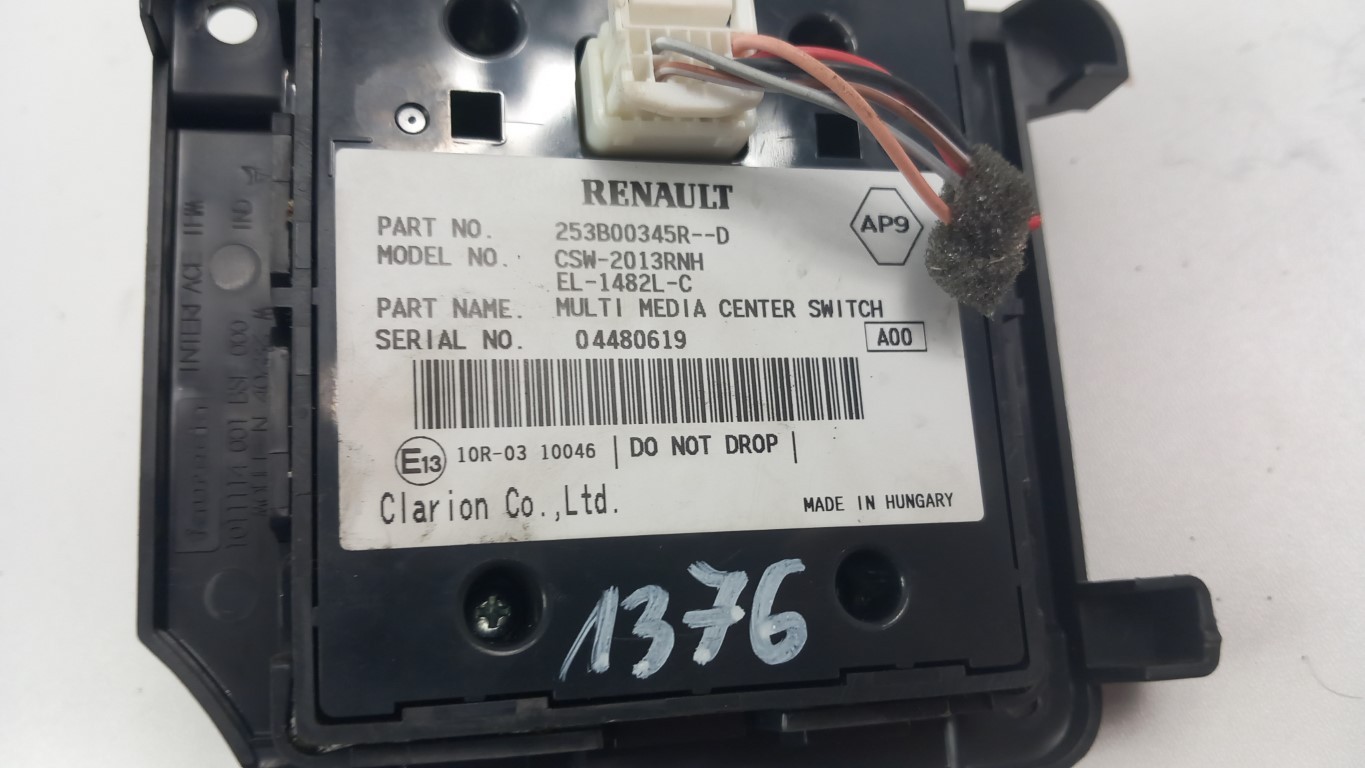 RENAULT
PART NO. 253B00345R--D
AP9
MODEL NO. CSW-2013RNH
EL-1482L-C
PART NAME. MULTI MEDIA CENTER SWITCH
SERIAL NO. 04480619
A00
E13 10R-03 10046 | DO NOT DROP |
Clarion Co.,Ltd.
MADE IN HUNGARY
1376
INTERFACE